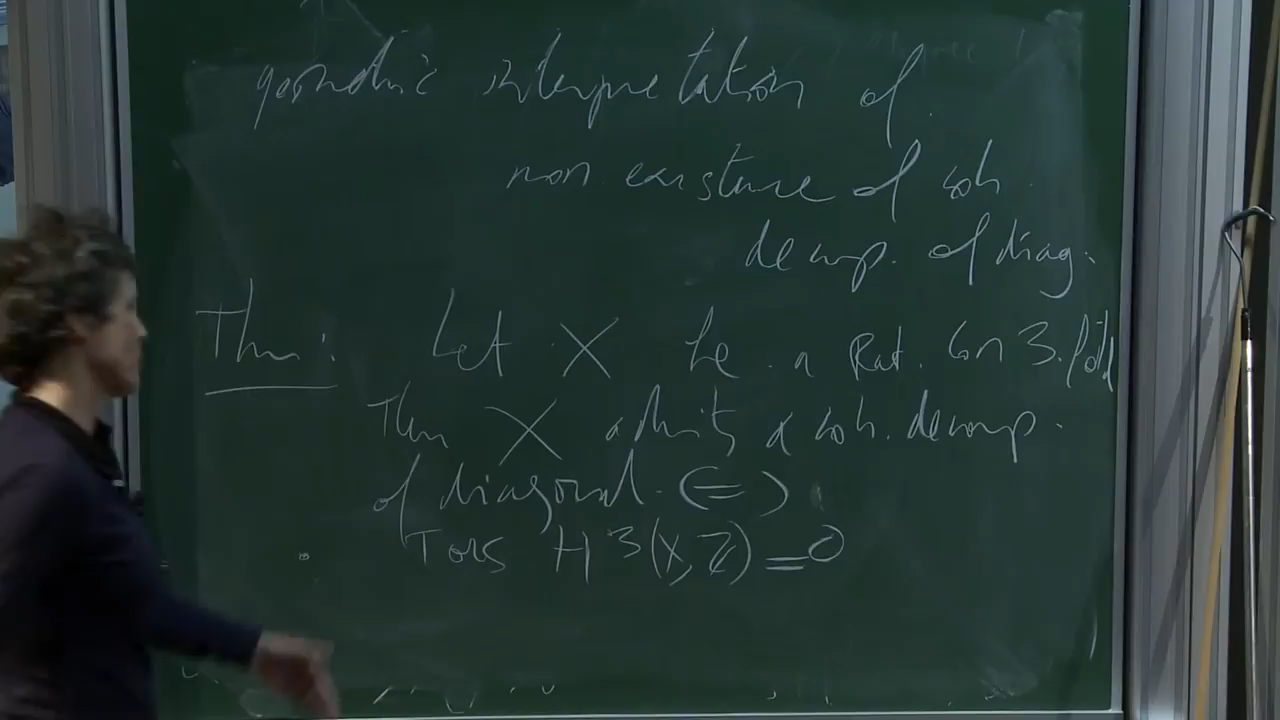 geometric interpretation of
non existence of coh.
decomp. of diag.
Thm: Let X be a Rat. Con 3.fold
Then X admits a coh. decomp.
of diagonal. <=>
Tors H³(X,ℤ) = 0